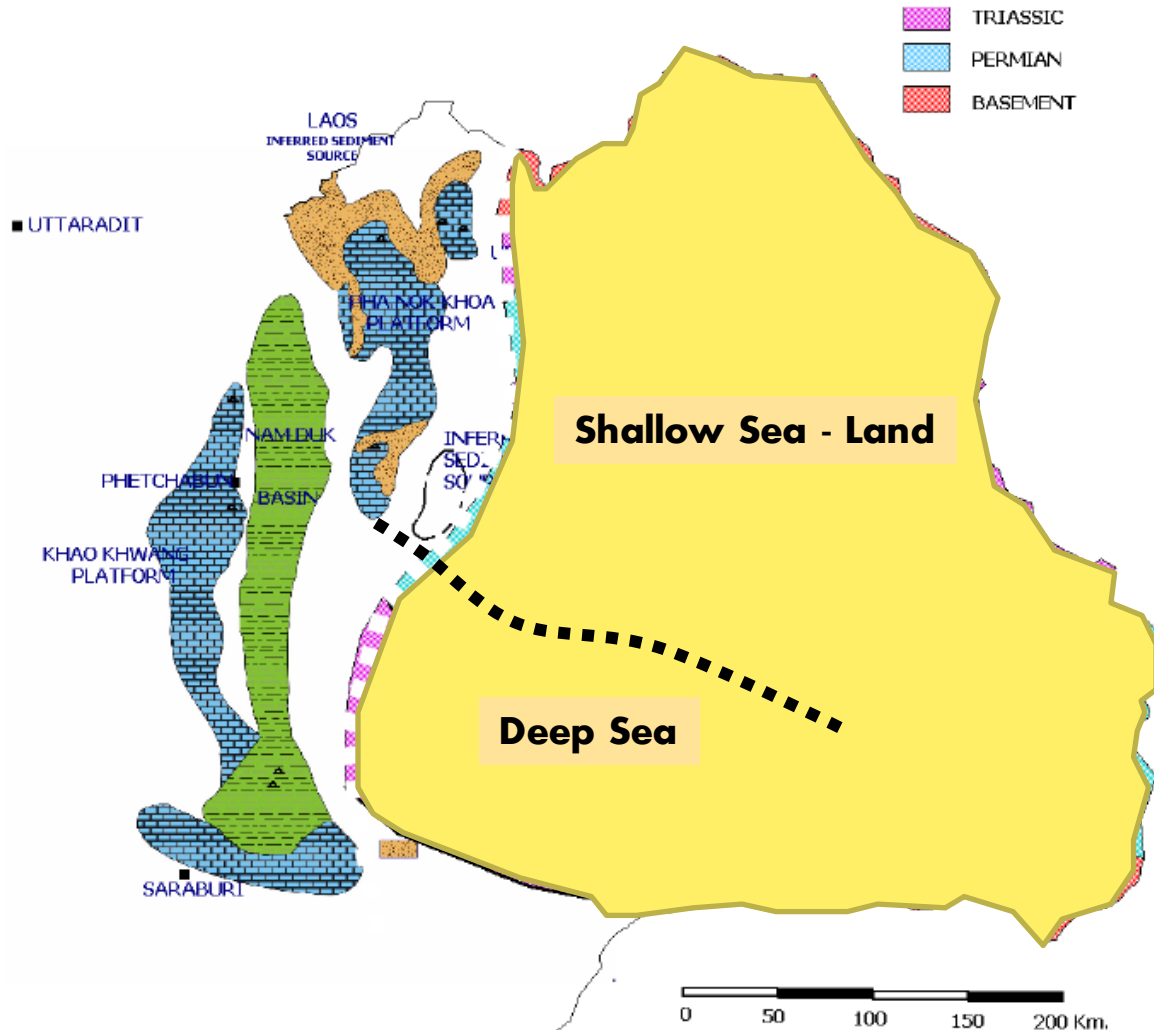 TRIASSIC
PERMIAN
BASEMENT
LAOS
INFERRED SEDIMENT
SOURCE
UTTARADIT
PHA NOK KHOA
PLATFORM
Shallow Sea - Land
NAM DUK
BASIN
PHETCHABUN
KHAO KHWANG
PLATFORM
Deep Sea
SARABURI
0 50 100 150 200 Km.